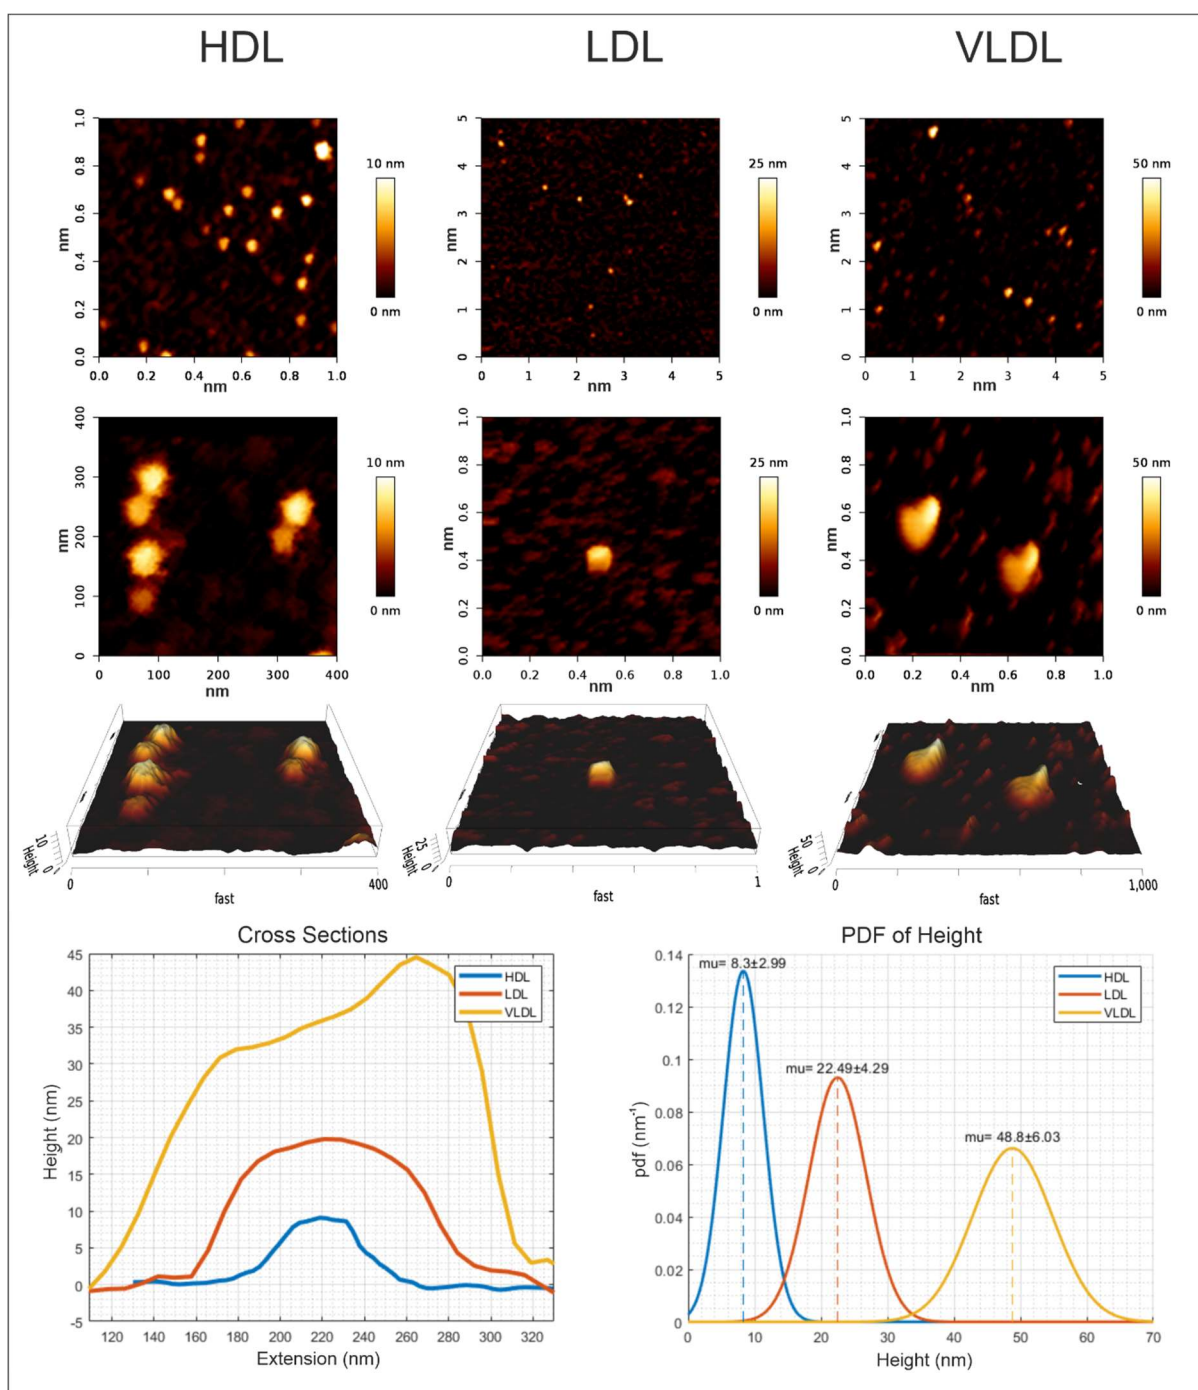 HDL LDL VLDL
1.0 0.8 0.6 0.4 0.2 0.0
nm
0.0 0.2 0.4 0.6 0.8 1.0
nm
10 nm
0 nm
5 4 3 2 1 0
nm
0 1 2 3 4 5
nm
25 nm
0 nm
5 4 3 2 1 0
nm
0 1 2 3 4 5
nm
50 nm
0 nm
400 300 200 100 0
nm
0 100 200 300 400
nm
10 nm
0 nm
1.0 0.8 0.6 0.4 0.2 0.0
nm
0.0 0.2 0.4 0.6 0.8 1.0
nm
25 nm
0 nm
1.0 0.8 0.6 0.4 0.2 0.0
nm
0.0 0.2 0.4 0.6 0.8 1.0
nm
50 nm
0 nm
10
Height
0
0 400
fast
25
Height
0
0 1
fast
50
Height
0
0 1,000
fast
Cross Sections
45
40
35
30
25
20
15
10
5
0
-5
Height (nm)
HDL
LDL
VLDL
120 140 160 180 200 220 240 260 280 300 320
Extension (nm)
PDF of Height
0.14
0.12
0.1
0.08
0.06
0.04
0.02
0
pdf (nm⁻¹)
mu= 8.3±2.99
mu= 22.49±4.29
mu= 48.8±6.03
HDL
LDL
VLDL
0 10 20 30 40 50 60 70
Height (nm)